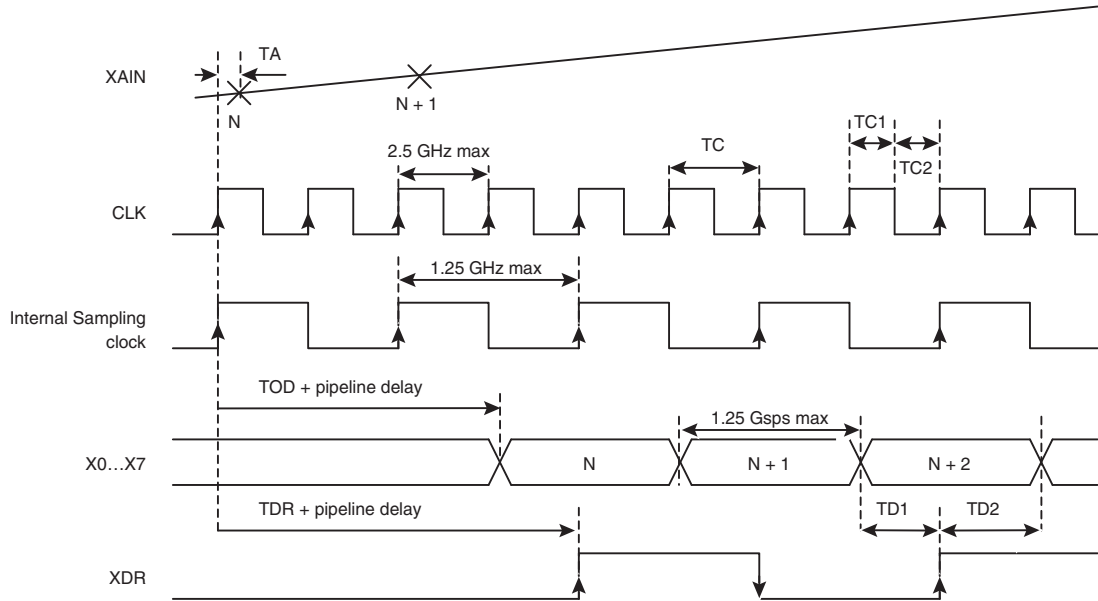 TA
XAIN
N
N + 1
TC1
TC
2.5 GHz max
TC2
CLK
1.25 GHz max
Internal Sampling
clock
TOD + pipeline delay
1.25 Gsps max
X0…X7
N
N + 1
N + 2
TDR + pipeline delay
TD1
TD2
XDR